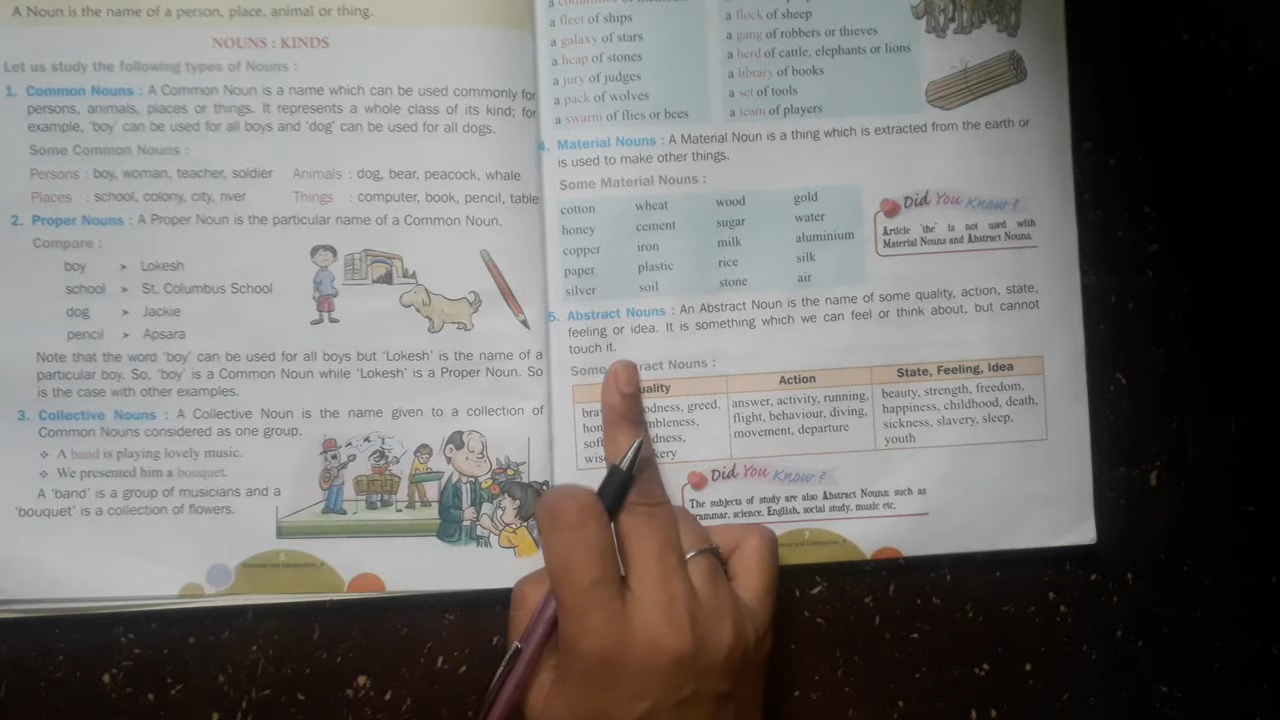 A Noun is the name of a person, place, animal or thing.
NOUNS : KINDS
Let us study the following types of Nouns :
1. Common Nouns : A Common Noun is a name which can be used commonly for
persons, animals, places or things. It represents a whole class of its kind; for
example, 'boy' can be used for all boys and 'dog' can be used for all dogs.
Some Common Nouns :
Persons : boy, woman, teacher, soldier Animals : dog, bear, peacock, whale
Places : school, colony, city, river Things : computer, book, pencil, table
2. Proper Nouns : A Proper Noun is the particular name of a Common Noun.
Compare :
boy > Lokesh
school > St. Columbus School
dog > Jackie
pencil > Apsara
Note that the word 'boy' can be used for all boys but 'Lokesh' is the name of a
particular boy. So, 'boy' is a Common Noun while 'Lokesh' is a Proper Noun. So
is the case with other examples.
3. Collective Nouns : A Collective Noun is the name given to a collection of
Common Nouns considered as one group.
❖ A band is playing lovely music.
❖ We presented him a bouquet.
A 'band' is a group of musicians and a
'bouquet' is a collection of flowers.
6
a fleet of ships a flock of sheep
a galaxy of stars a gang of robbers or thieves
a heap of stones a herd of cattle, elephants or lions
a jury of judges a library of books
a pack of wolves a set of tools
a swarm of flies or bees a team of players
4. Material Nouns : A Material Noun is a thing which is extracted from the earth or
is used to make other things.
Some Material Nouns :
cotton wheat wood gold
honey cement sugar water
copper iron milk aluminium
paper plastic rice silk
silver soil stone air
Did You Know?
Article 'the' is not used with
Material Nouns and Abstract Nouns.
5. Abstract Nouns : An Abstract Noun is the name of some quality, action, state,
feeling or idea. It is something which we can feel or think about, but cannot
touch it.
Some Nouns :
Action State, Feeling, Idea
greed, answer, activity, running, beauty, strength, freedom,
flight, behaviour, diving, happiness, childhood, death,
movement, departure sickness, slavery, sleep,
youth
Did You Know?
The subjects of study are also Abstract Nouns; such as
grammar, science, English, social study, music etc.
7